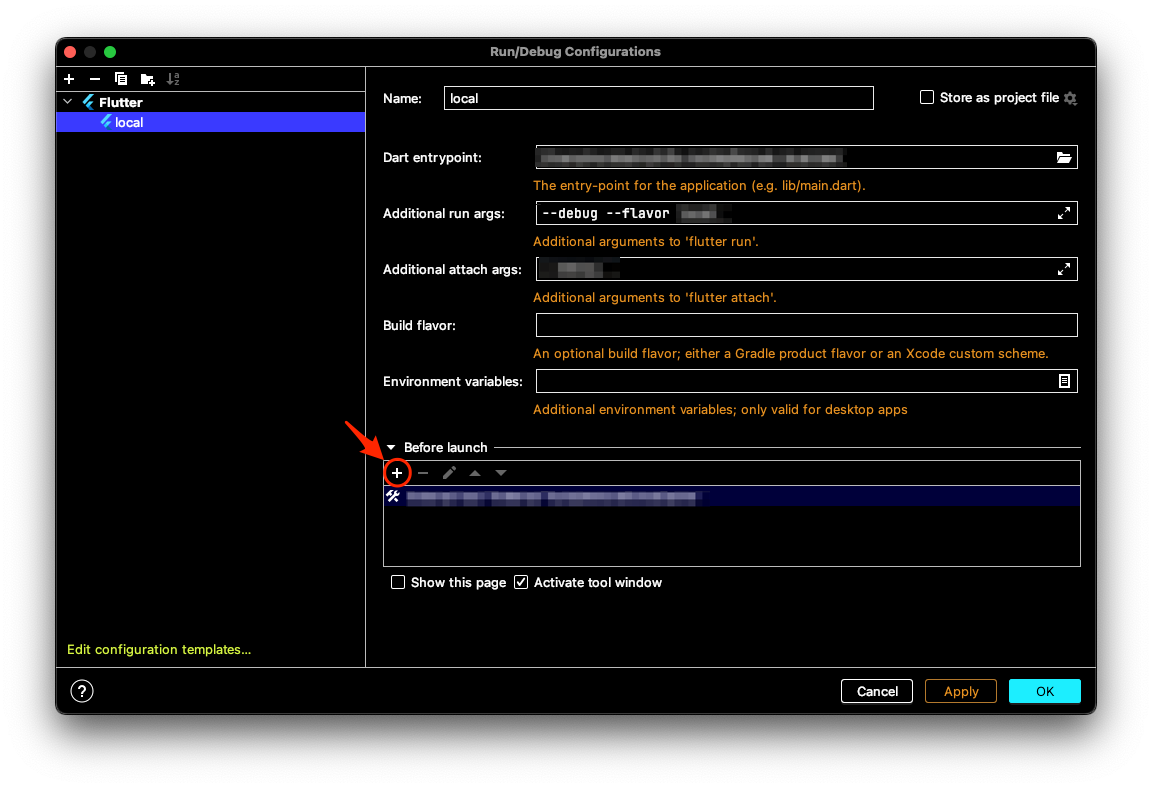 Run/Debug Configurations
Flutter
local
Name: local Store as project file
Dart entrypoint:
The entry-point for the application (e.g. lib/main.dart).
Additional run args: --debug --flavor
Additional arguments to 'flutter run'.
Additional attach args:
Additional arguments to 'flutter attach'.
Build flavor:
An optional build flavor; either a Gradle product flavor or an Xcode custom scheme.
Environment variables:
Additional environment variables; only valid for desktop apps
Before launch
Show this page Activate tool window
Edit configuration templates...
? Cancel Apply OK